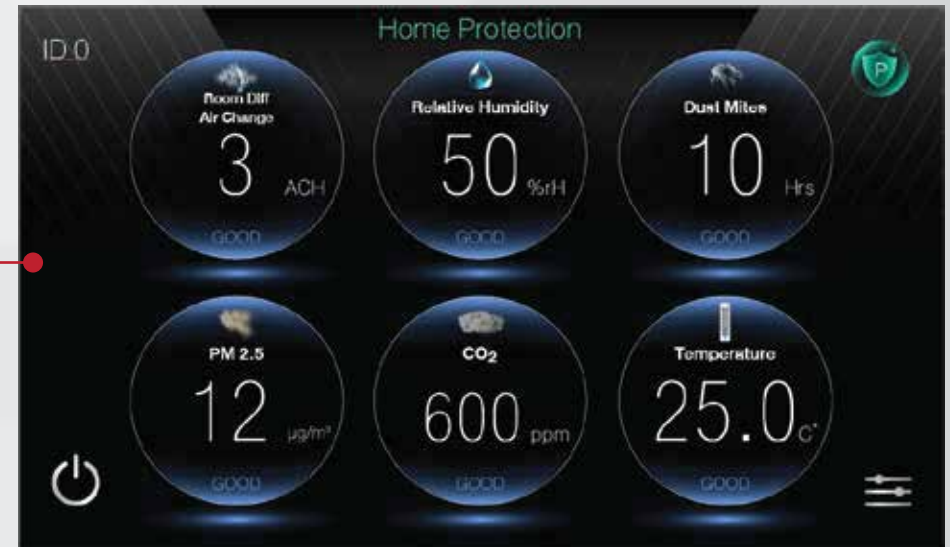 Home Protection
ID 0
P
Room Diff
Air Change
3 ACH
GOOD
Relative Humidity
50 %rH
GOOD
Dust Mites
10 Hrs
GOOD
PM 2.5
12 µg/m³
GOOD
CO₂
600 ppm
GOOD
Temperature
25.0 C°
GOOD